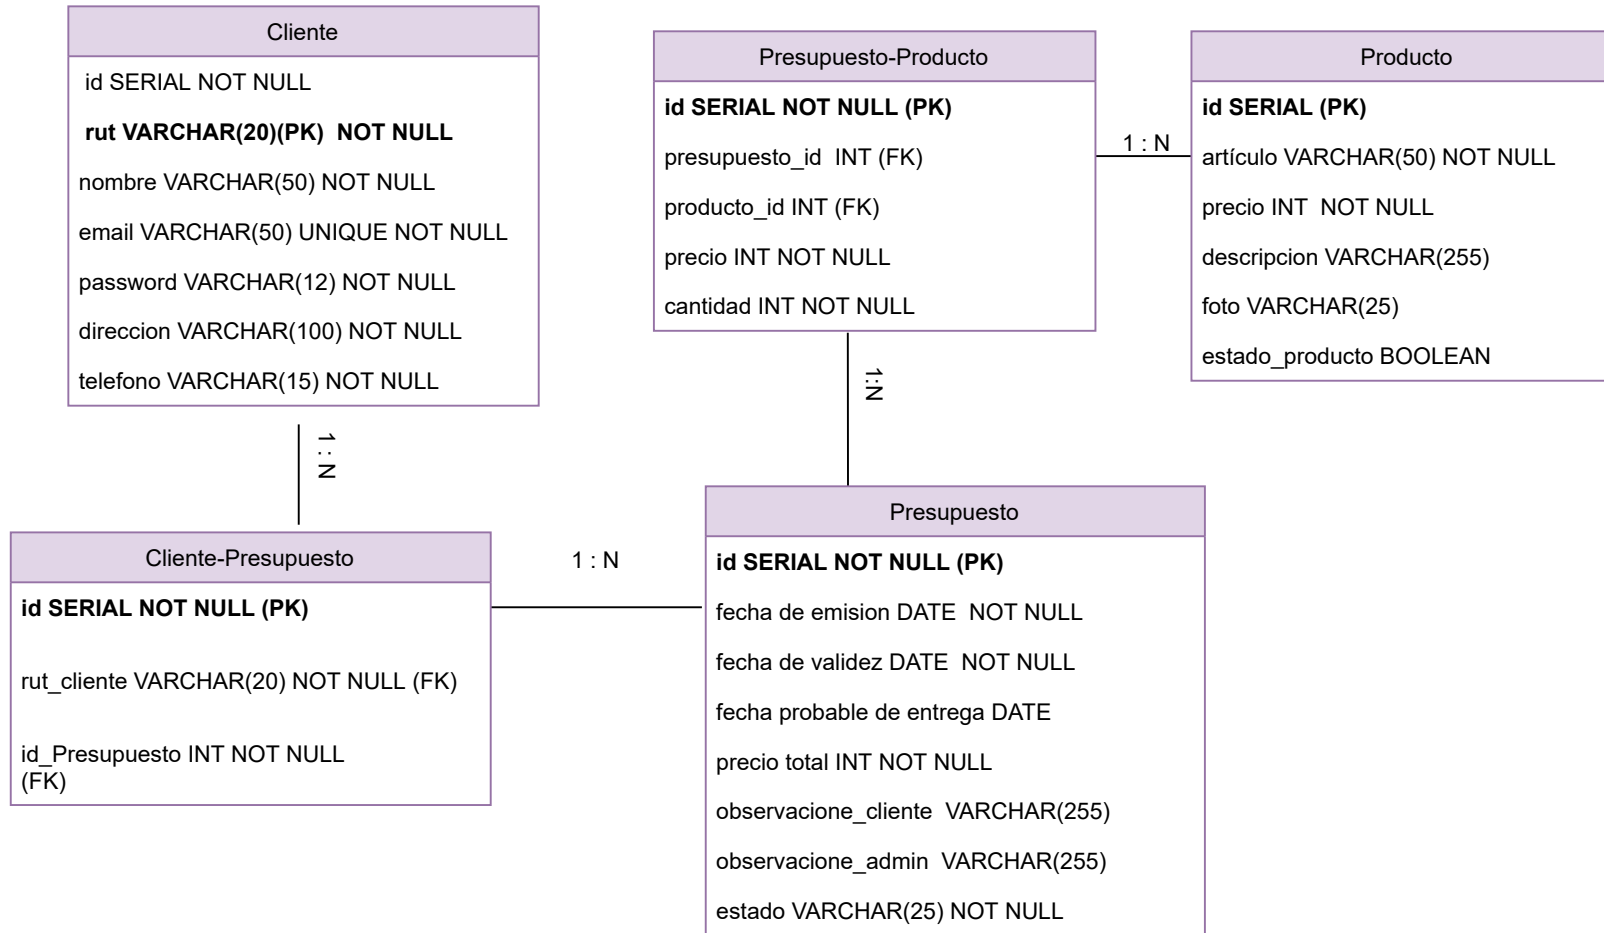 Cliente
id SERIAL NOT NULL
rut VARCHAR(20)(PK)  NOT NULL
nombre VARCHAR(50) NOT NULL
email VARCHAR(50) UNIQUE NOT NULL
password VARCHAR(12) NOT NULL
direccion VARCHAR(100) NOT NULL
telefono VARCHAR(15) NOT NULL
1 : N
Presupuesto-Producto
id SERIAL NOT NULL (PK)
presupuesto_id  INT (FK)
producto_id INT (FK)
precio INT NOT NULL
cantidad INT NOT NULL
1 : N
Producto
id SERIAL (PK)
artículo VARCHAR(50) NOT NULL
precio INT  NOT NULL
descripcion VARCHAR(255)
foto VARCHAR(25)
estado_producto BOOLEAN
1:N
Cliente-Presupuesto
id SERIAL NOT NULL (PK)
rut_cliente VARCHAR(20) NOT NULL (FK)
id_Presupuesto INT NOT NULL
(FK)
1 : N
Presupuesto
id SERIAL NOT NULL (PK)
fecha de emision DATE  NOT NULL
fecha de validez DATE  NOT NULL
fecha probable de entrega DATE
precio total INT NOT NULL
observacione_cliente  VARCHAR(255)
observacione_admin  VARCHAR(255)
estado VARCHAR(25) NOT NULL